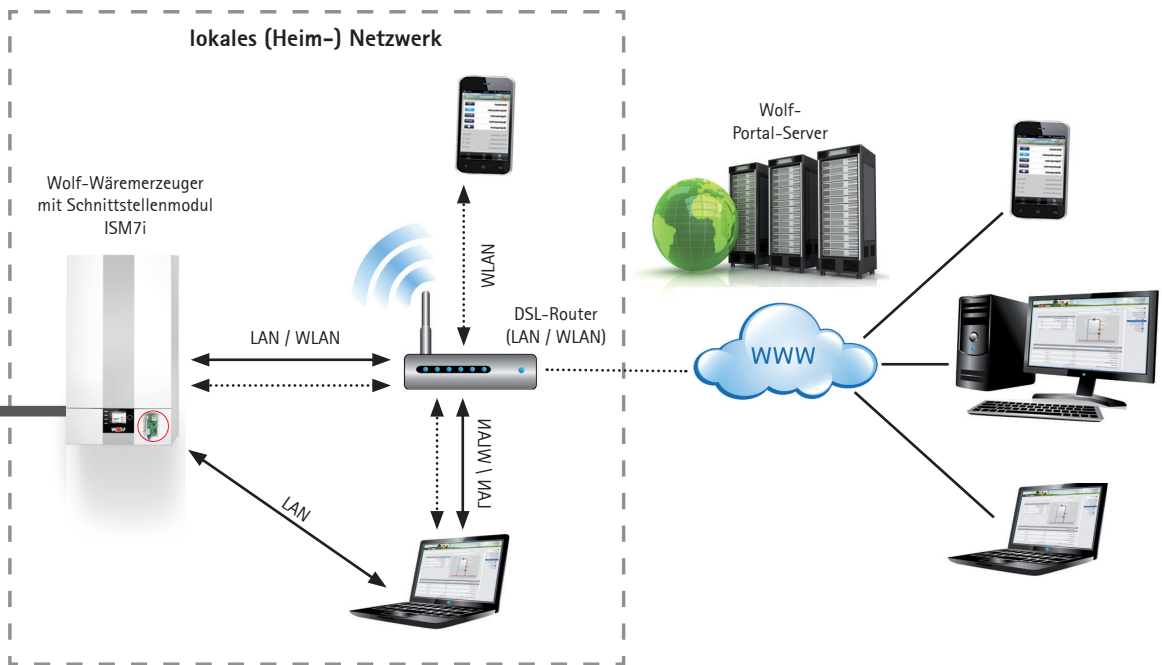 lokales (Heim-) Netzwerk
Wolf-
Portal-Server
Wolf-Wäremerzeuger
mit Schnittstellenmodul
ISM7i
WLAN
DSL-Router
(LAN / WLAN)
LAN / WLAN
WWW
LAN / WLAN
LAN